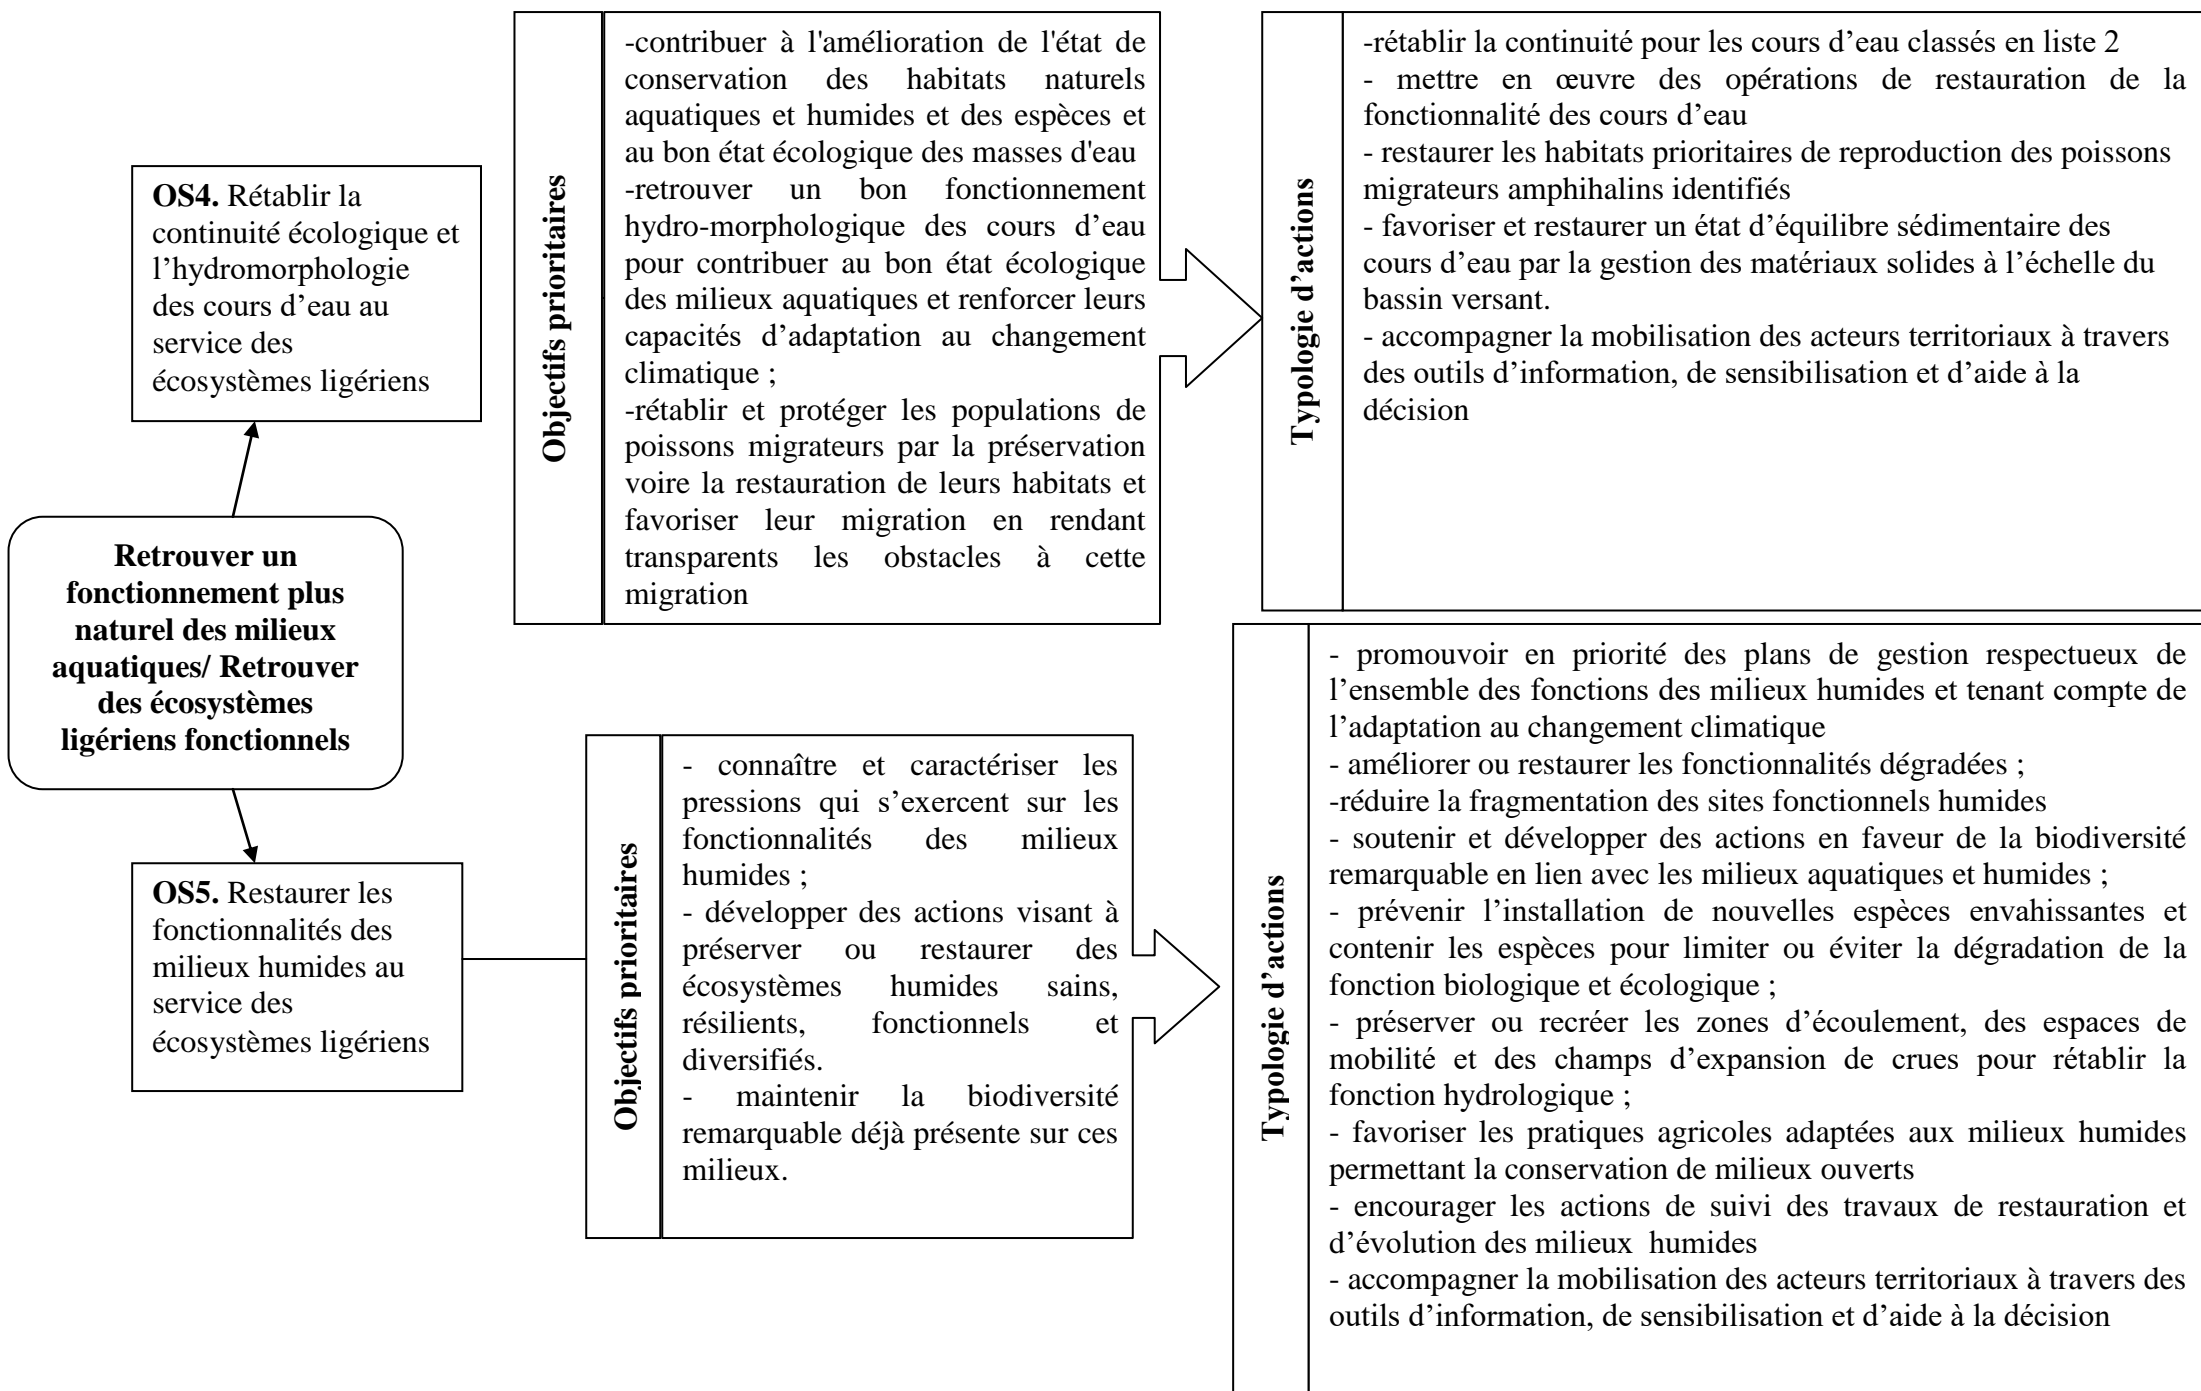 Retrouver un
fonctionnement plus
naturel des milieux
aquatiques/ Retrouver
des écosystèmes
ligériens fonctionnels
OS4. Rétablir la
continuité écologique et
l’hydromorphologie
des cours d’eau au
service des
écosystèmes ligériens
Objectifs prioritaires
-contribuer à l'amélioration de l'état de
conservation des habitats naturels
aquatiques et humides et des espèces et
au bon état écologique des masses d'eau
-retrouver un bon fonctionnement
hydro-morphologique des cours d’eau
pour contribuer au bon état écologique
des milieux aquatiques et renforcer leurs
capacités d’adaptation au changement
climatique ;
-rétablir et protéger les populations de
poissons migrateurs par la préservation
voire la restauration de leurs habitats et
favoriser leur migration en rendant
transparents les obstacles à cette
migration
Typologie d’actions
-rétablir la continuité pour les cours d’eau classés en liste 2
- mettre en œuvre des opérations de restauration de la
fonctionnalité des cours d’eau
- restaurer les habitats prioritaires de reproduction des poissons
migrateurs amphihalins identifiés
- favoriser et restaurer un état d’équilibre sédimentaire des
cours d’eau par la gestion des matériaux solides à l’échelle du
bassin versant.
- accompagner la mobilisation des acteurs territoriaux à travers
des outils d’information, de sensibilisation et d’aide à la
décision
OS5. Restaurer les
fonctionnalités des
milieux humides au
service des
écosystèmes ligériens
Objectifs prioritaires
- connaître et caractériser les
pressions qui s’exercent sur les
fonctionnalités des milieux
humides ;
- développer des actions visant à
préserver ou restaurer des
écosystèmes humides sains,
résilients, fonctionnels et
diversifiés.
- maintenir la biodiversité
remarquable déjà présente sur ces
milieux.
Typologie d’actions
- promouvoir en priorité des plans de gestion respectueux de
l’ensemble des fonctions des milieux humides et tenant compte de
l’adaptation au changement climatique
- améliorer ou restaurer les fonctionnalités dégradées ;
-réduire la fragmentation des sites fonctionnels humides
- soutenir et développer des actions en faveur de la biodiversité
remarquable en lien avec les milieux aquatiques et humides ;
- prévenir l’installation de nouvelles espèces envahissantes et
contenir les espèces pour limiter ou éviter la dégradation de la
fonction biologique et écologique ;
- préserver ou recréer les zones d’écoulement, des espaces de
mobilité et des champs d’expansion de crues pour rétablir la
fonction hydrologique ;
- favoriser les pratiques agricoles adaptées aux milieux humides
permettant la conservation de milieux ouverts
- encourager les actions de suivi des travaux de restauration et
d’évolution des milieux humides
- accompagner la mobilisation des acteurs territoriaux à travers des
outils d’information, de sensibilisation et d’aide à la décision